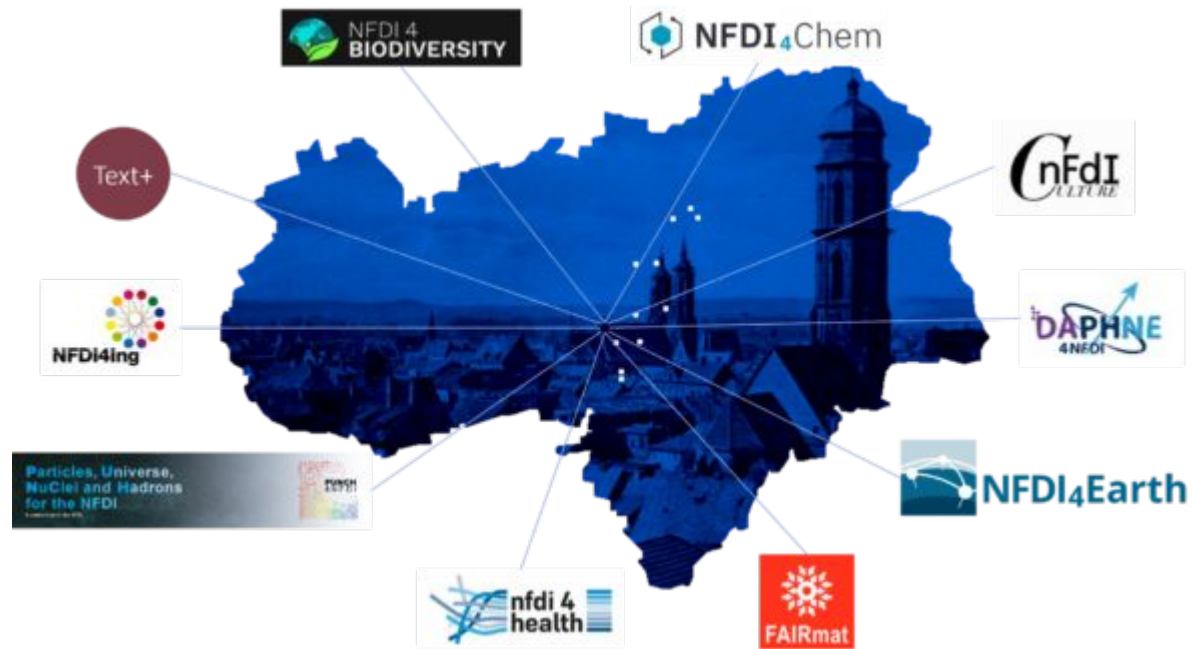 NFDI 4
BIODIVERSITY
NFDI4Chem
Text+
CnFdI
ULTURE
NFDi4ing
DAPHNE
4NFDI
Particles, Universe,
NuClei and Hadrons
for the NFDI
PUNCH
NFDI4Earth
nfdi 4
health
FAIRmat